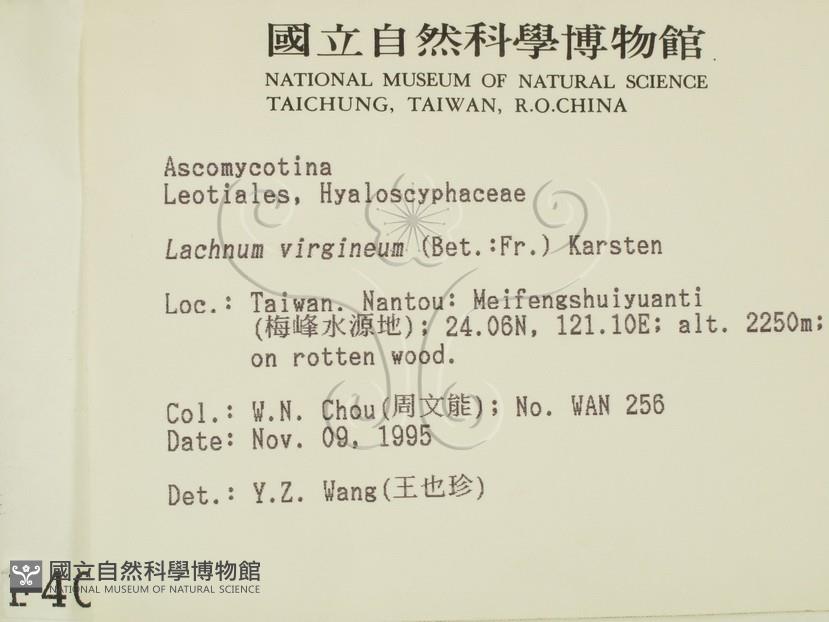 國立自然科學博物館
NATIONAL MUSEUM OF NATURAL SCIENCE
TAICHUNG, TAIWAN, R.O.CHINA
Ascomycotina
Leotiales, Hyaloscyphaceae
Lachnum virgineum (Bet.:Fr.) Karsten
Loc.: Taiwan. Nantou: Meifengshuiyuanti
(梅峰水源地); 24.06N, 121.10E; alt. 2250m;
on rotten wood.
Col.: W.N. Chou(周文能); No. WAN 256
Date: Nov. 09, 1995
Det.: Y.Z. Wang(王也珍)
國立自然科學博物館
NATIONAL MUSEUM OF NATURAL SCIENCE